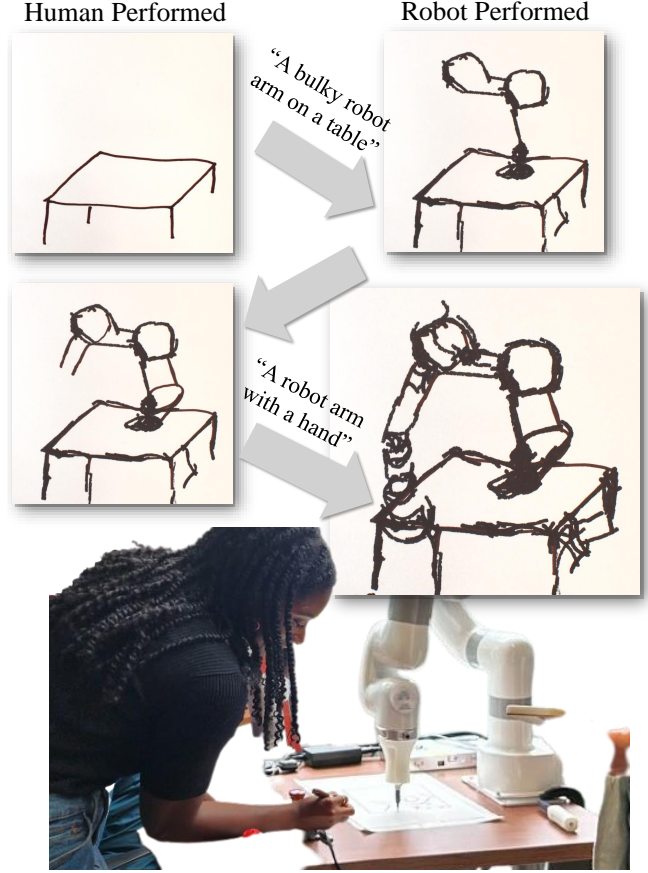 Human Performed
Robot Performed
“A bulky robot
arm on a table”
“A robot arm
with a hand”